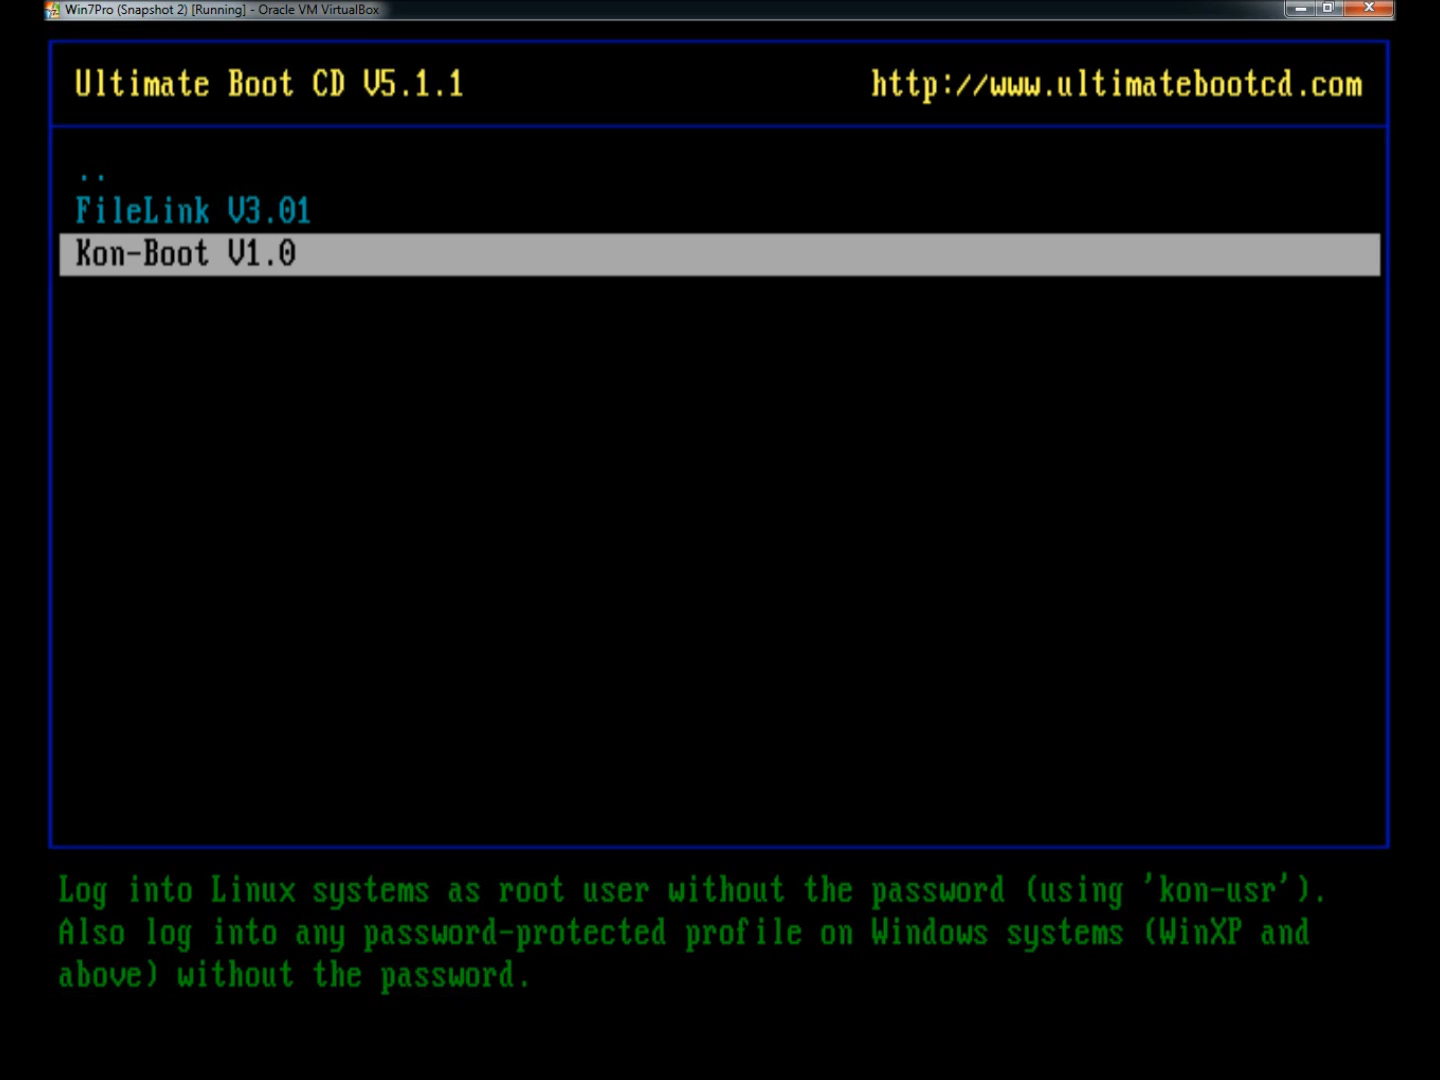 Win7Pro (Snapshot 2) [Running] - Oracle VM VirtualBox
Ultimate Boot CD V5.1.1 http://www.ultimatebootcd.com
..
FileLink V3.01
Kon-Boot V1.0
Log into Linux systems as root user without the password (using 'kon-usr').
Also log into any password-protected profile on Windows systems (WinXP and
above) without the password.